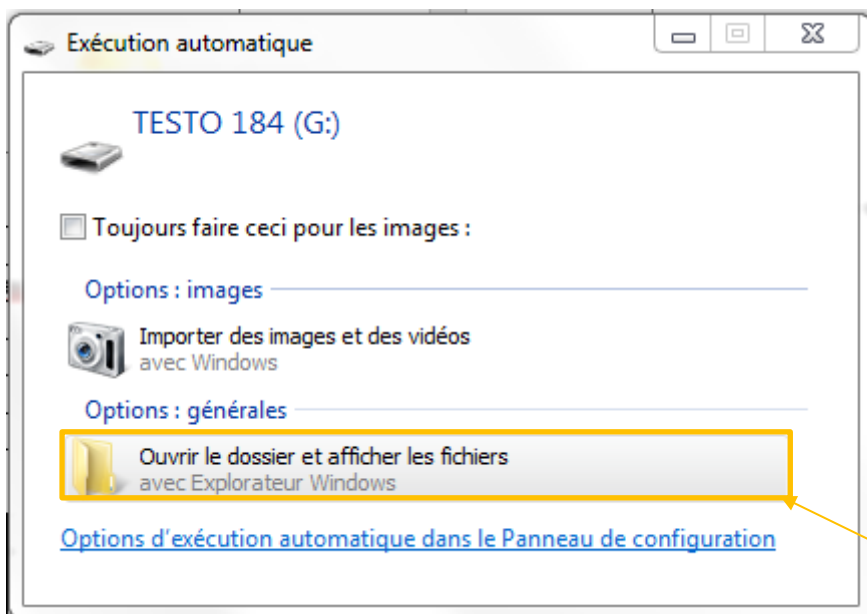 Exécution automatique
TESTO 184 (G:)
Toujours faire ceci pour les images :
Options : images
Importer des images et des vidéos
avec Windows
Options : générales
Ouvrir le dossier et afficher les fichiers
avec Explorateur Windows
Options d'exécution automatique dans le Panneau de configuration